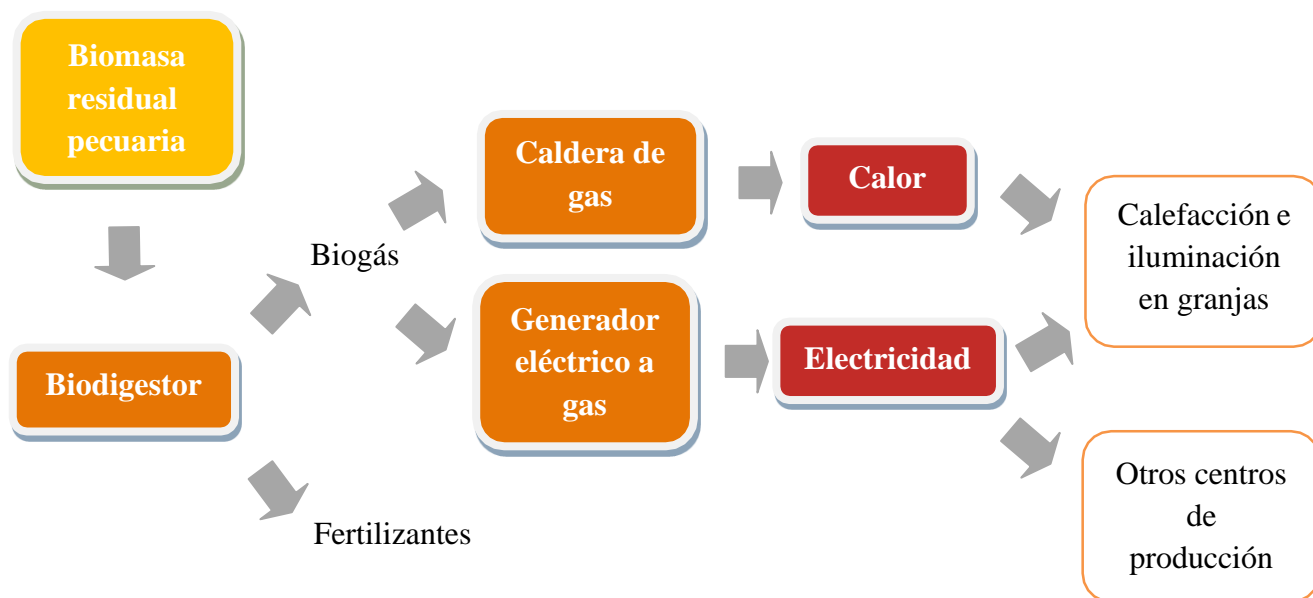 Biomasa
residual
pecuaria
Biodigestor
Biogás
Fertilizantes
Caldera de
gas
Generador
eléctrico a
gas
Calor
Electricidad
Calefacción e
iluminación
en granjas
Otros centros
de
producción